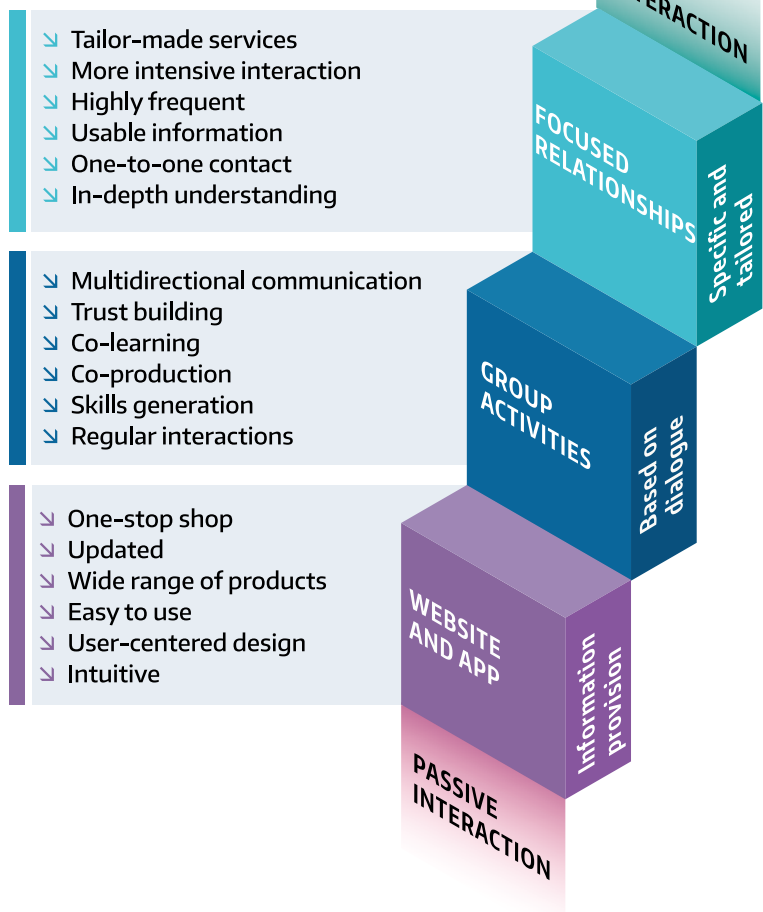 INTERACTION
Tailor-made services
More intensive interaction
Highly frequent
Usable information
One-to-one contact
In-depth understanding
FOCUSED
RELATIONSHIPS
Specific and
tailored
Multidirectional communication
Trust building
Co-learning
Co-production
Skills generation
Regular interactions
GROUP
ACTIVITIES
Based on
dialogue
One-stop shop
Updated
Wide range of products
Easy to use
User-centered design
Intuitive
WEBSITE
AND APP
Information
provision
PASSIVE
INTERACTION